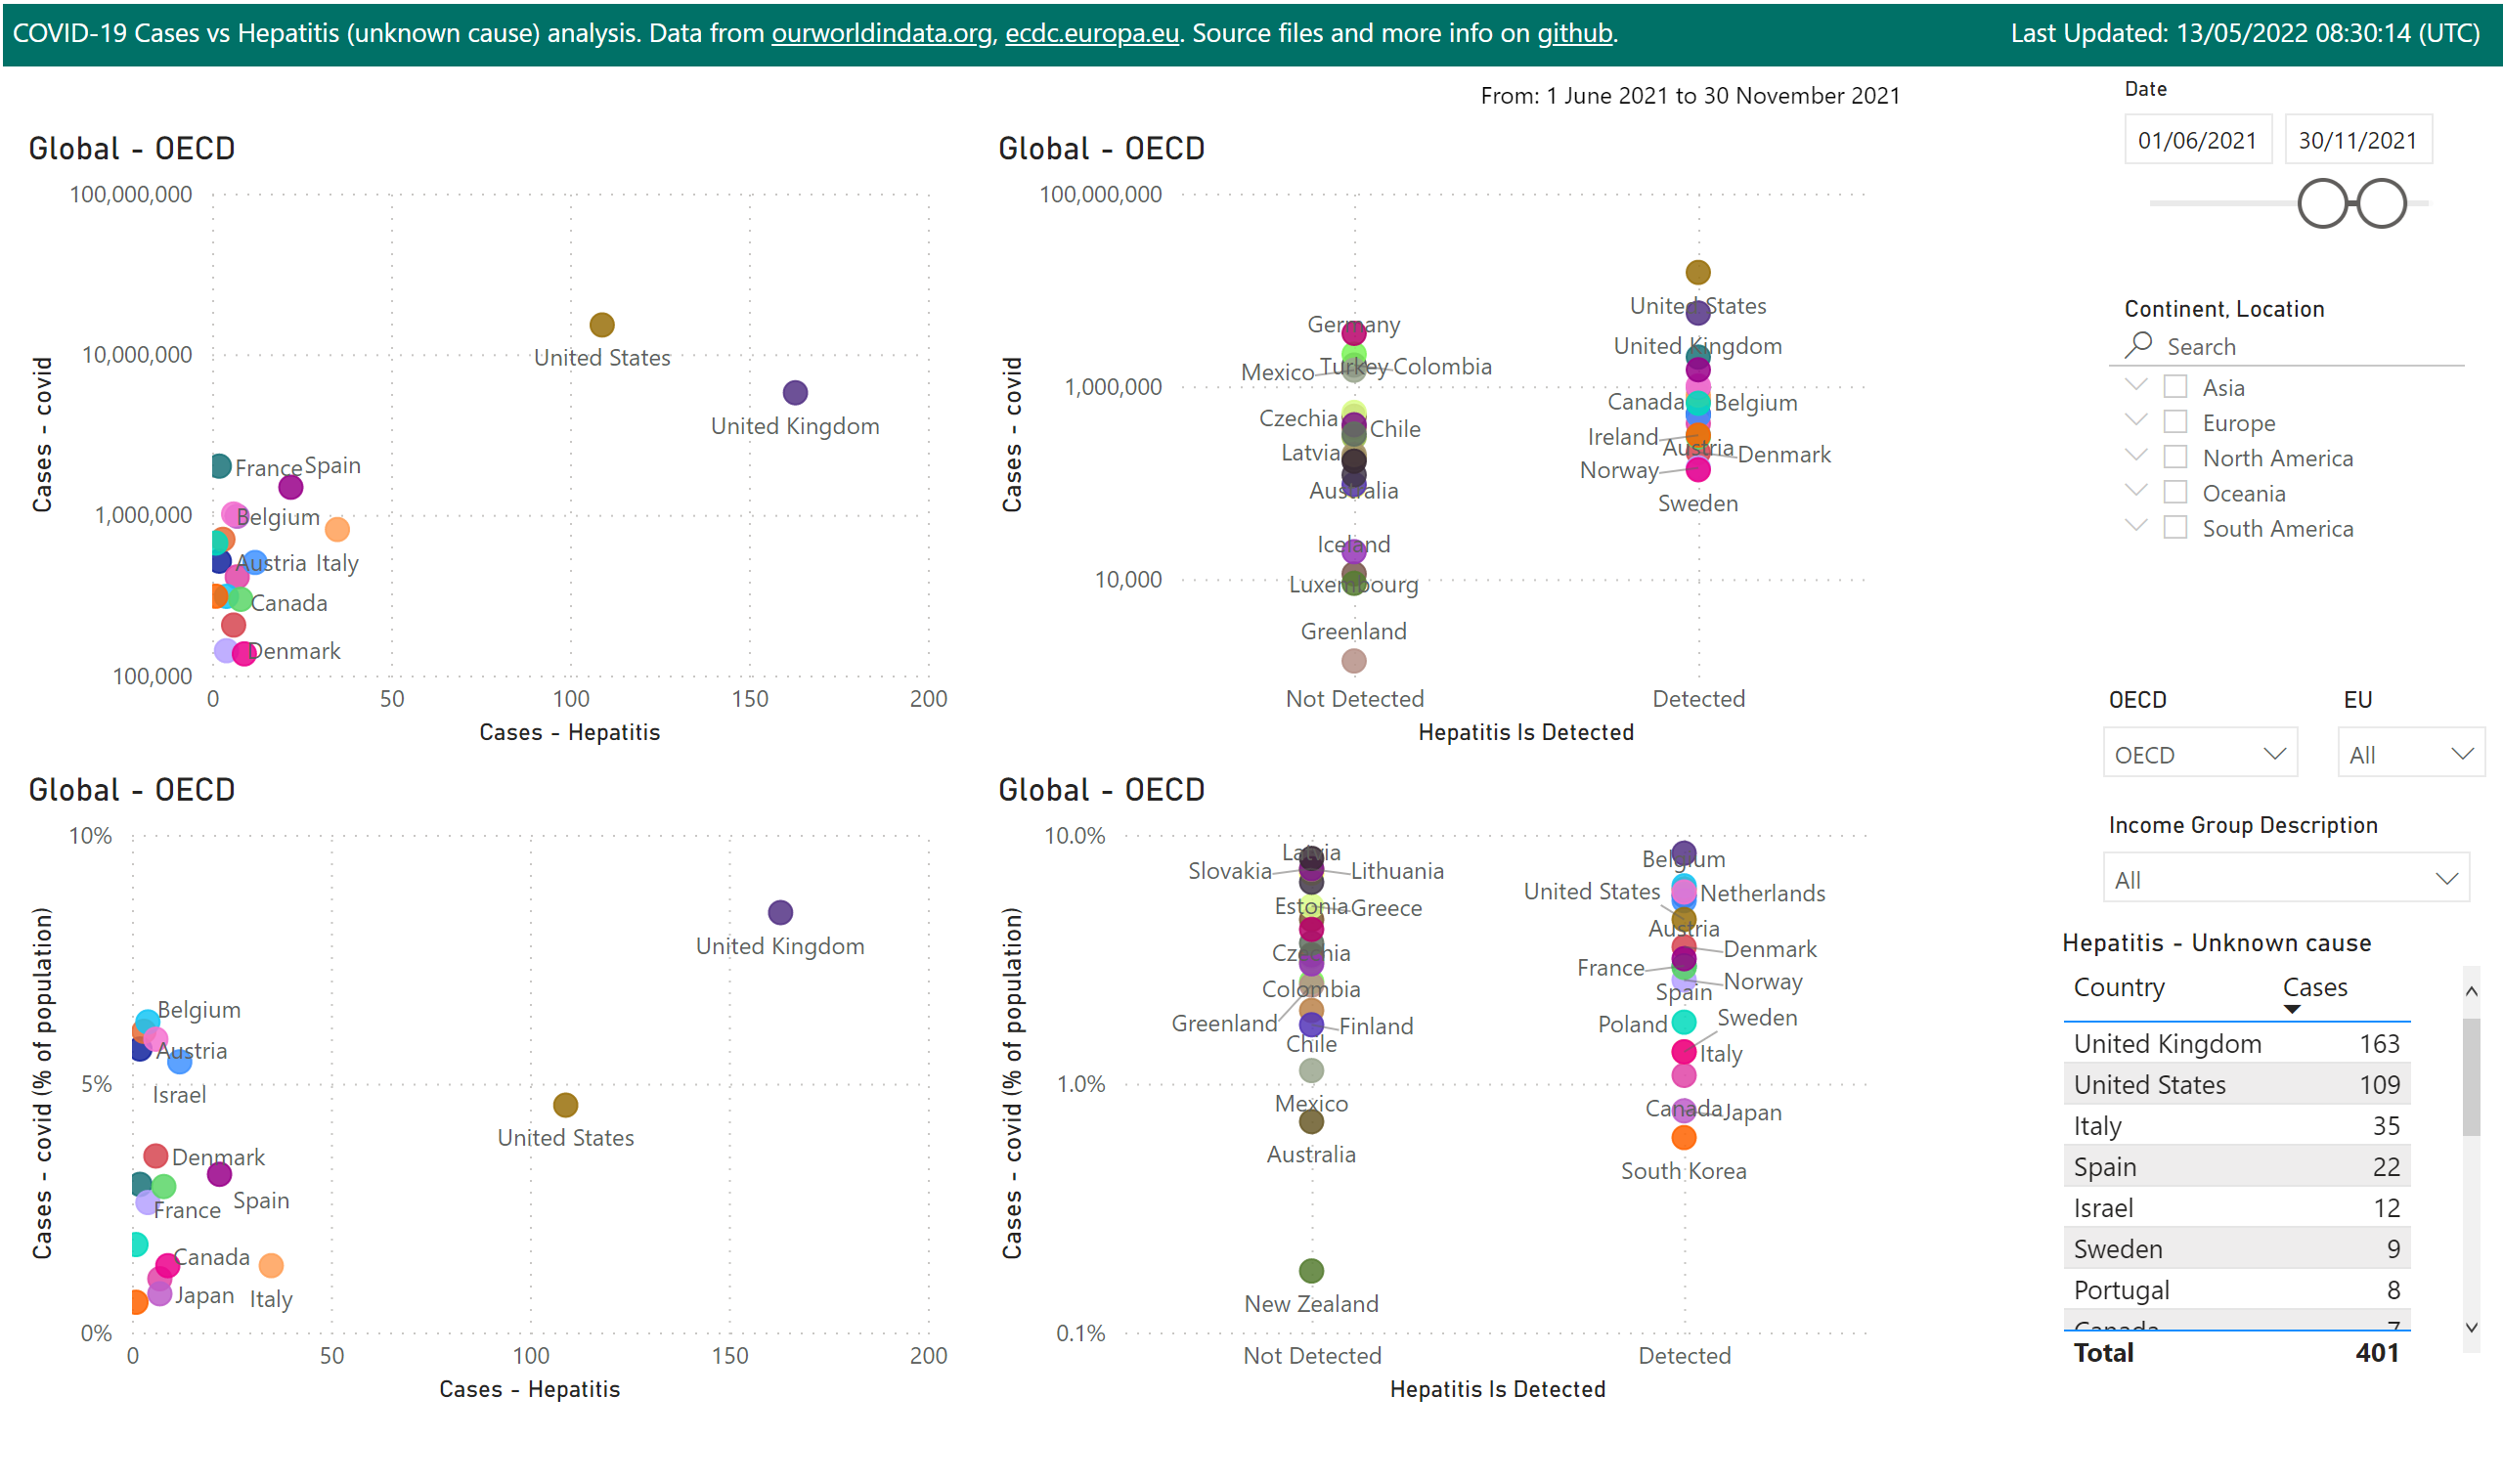 COVID-19 Cases vs Hepatitis (unknown cause) analysis. Data from ourworldindata.org, ecdc.europa.eu. Source files and more info on github.
Last Updated: 13/05/2022 08:30:14 (UTC)
From: 1 June 2021 to 30 November 2021
Global - OECD
100,000,000
10,000,000
1,000,000
100,000
Cases - covid
United States
United Kingdom
France
Spain
Belgium
Austria
Italy
Canada
Denmark
0
50
100
150
200
Cases - Hepatitis
Global - OECD
100,000,000
1,000,000
10,000
Cases - covid
Germany
Mexico
Turkey
Colombia
Czechia
Chile
Latvia
Australia
Iceland
Luxembourg
Greenland
United States
United Kingdom
Canada
Belgium
Ireland
Austria
Denmark
Norway
Sweden
Not Detected
Detected
Hepatitis Is Detected
Global - OECD
10%
5%
0%
Cases - covid (% of population)
United Kingdom
Belgium
Austria
Israel
United States
Denmark
Spain
France
Canada
Japan
Italy
0
50
100
150
200
Cases - Hepatitis
Global - OECD
10.0%
1.0%
0.1%
Cases - covid (% of population)
Latvia
Slovakia
Lithuania
Estonia
Greece
Czechia
Colombia
Greenland
Finland
Chile
Mexico
Australia
New Zealand
Belgium
United States
Netherlands
Austria
Denmark
France
Norway
Spain
Poland
Sweden
Italy
Canada
Japan
South Korea
Not Detected
Detected
Hepatitis Is Detected
Date
01/06/2021
30/11/2021
Continent, Location
Search
Asia
Europe
North America
Oceania
South America
OECD
EU
OECD
All
Income Group Description
All
Hepatitis - Unknown cause
Country Cases
United Kingdom 163
United States 109
Italy 35
Spain 22
Israel 12
Sweden 9
Portugal 8
Canada 7
Total 401